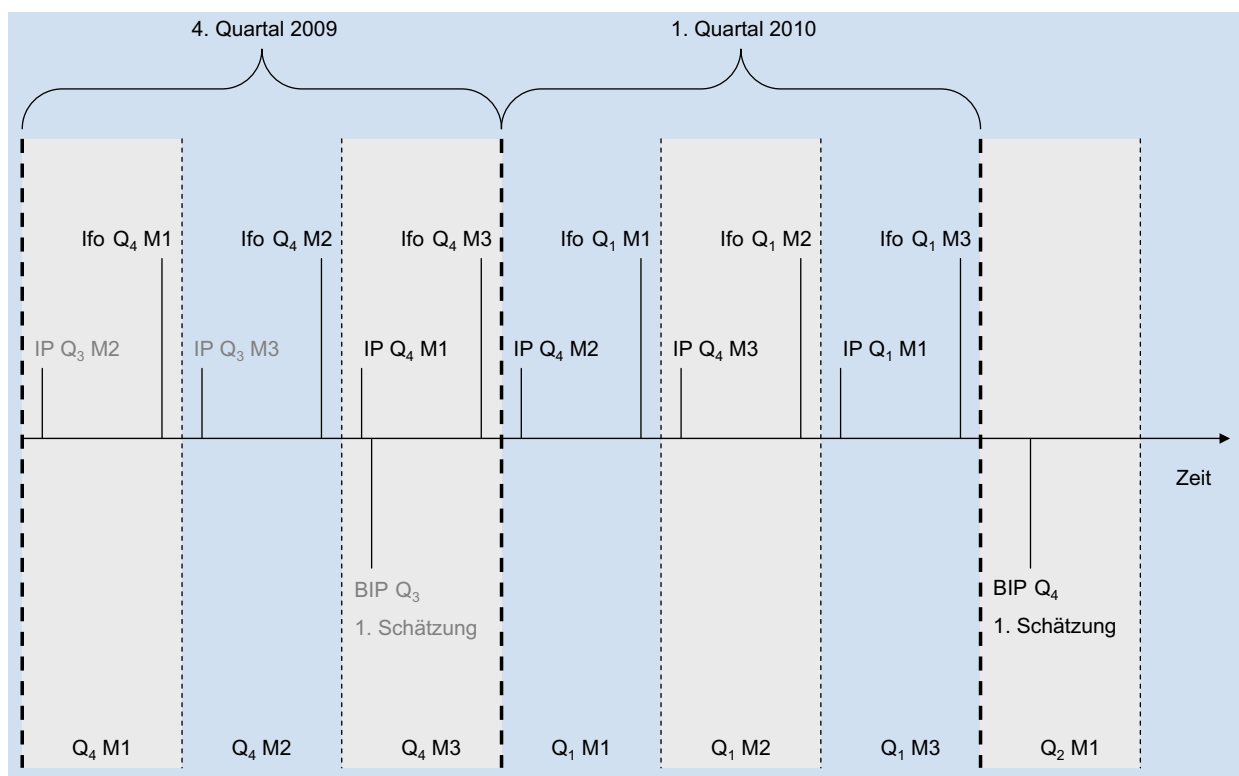 4. Quartal 2009 1. Quartal 2010
Ifo Q₄ M1 Ifo Q₄ M2 Ifo Q₄ M3 Ifo Q₁ M1 Ifo Q₁ M2 Ifo Q₁ M3
IP Q₃ M2 IP Q₃ M3 IP Q₄ M1 IP Q₄ M2 IP Q₄ M3 IP Q₁ M1
Zeit
BIP Q₃ BIP Q₄
1. Schätzung 1. Schätzung
Q₄ M1 Q₄ M2 Q₄ M3 Q₁ M1 Q₁ M2 Q₁ M3 Q₂ M1